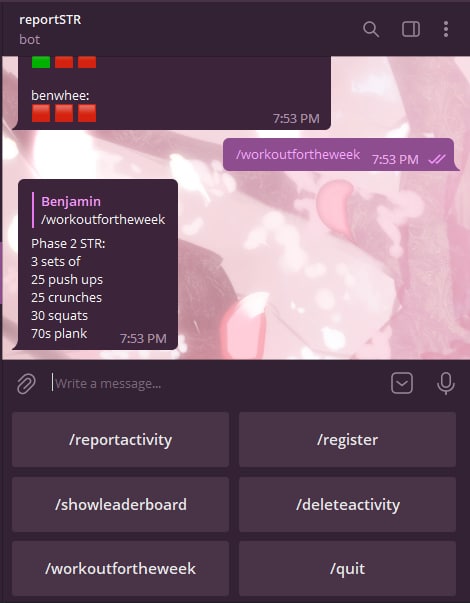 reportSTR
bot
benwhee:
7:53 PM
/workoutfortheweek 7:53 PM
Benjamin
/workoutfortheweek
Phase 2 STR:
3 sets of
25 push ups
25 crunches
30 squats
70s plank
7:53 PM
Write a message...
/reportactivity
/register
/showleaderboard
/deleteactivity
/workoutfortheweek
/quit